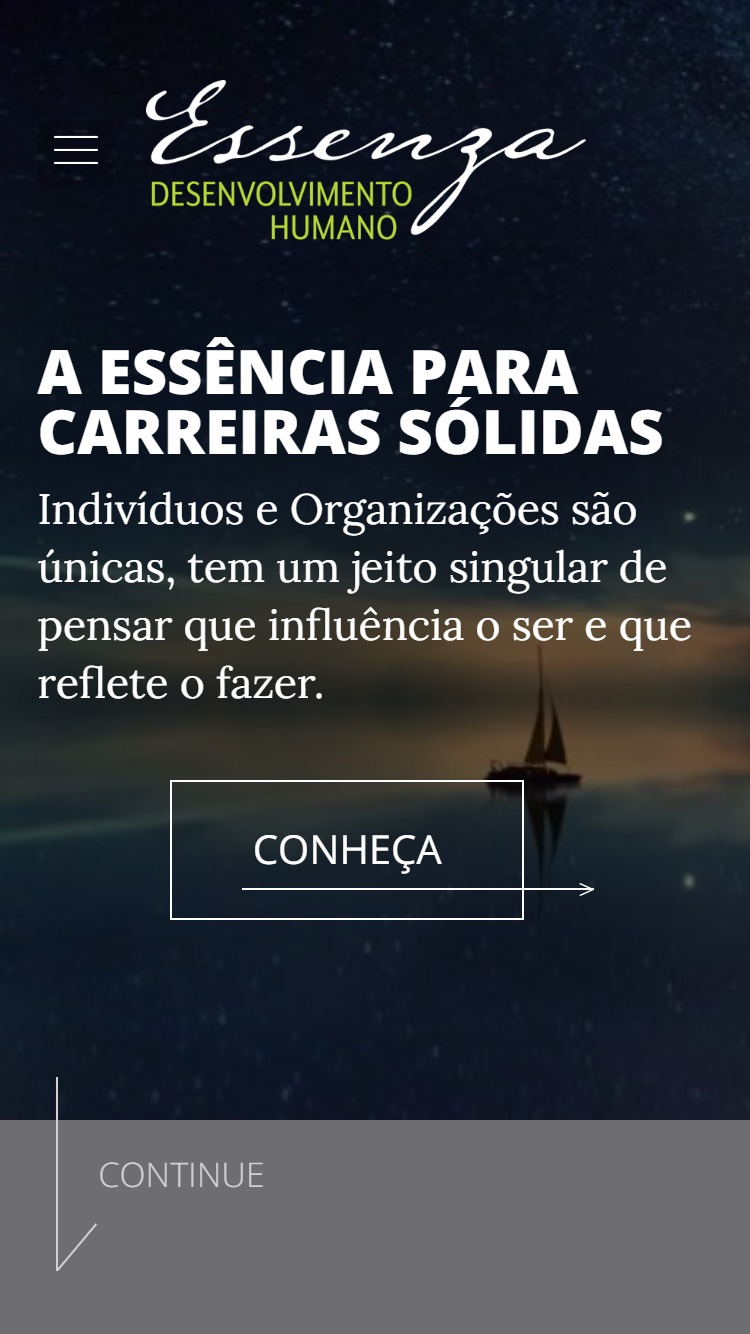 Essenza
DESENVOLVIMENTO
HUMANO
A ESSÊNCIA PARA
CARREIRAS SÓLIDAS
Indivíduos e Organizações são
únicas, tem um jeito singular de
pensar que influência o ser e que
reflete o fazer.
CONHEÇA
CONTINUE